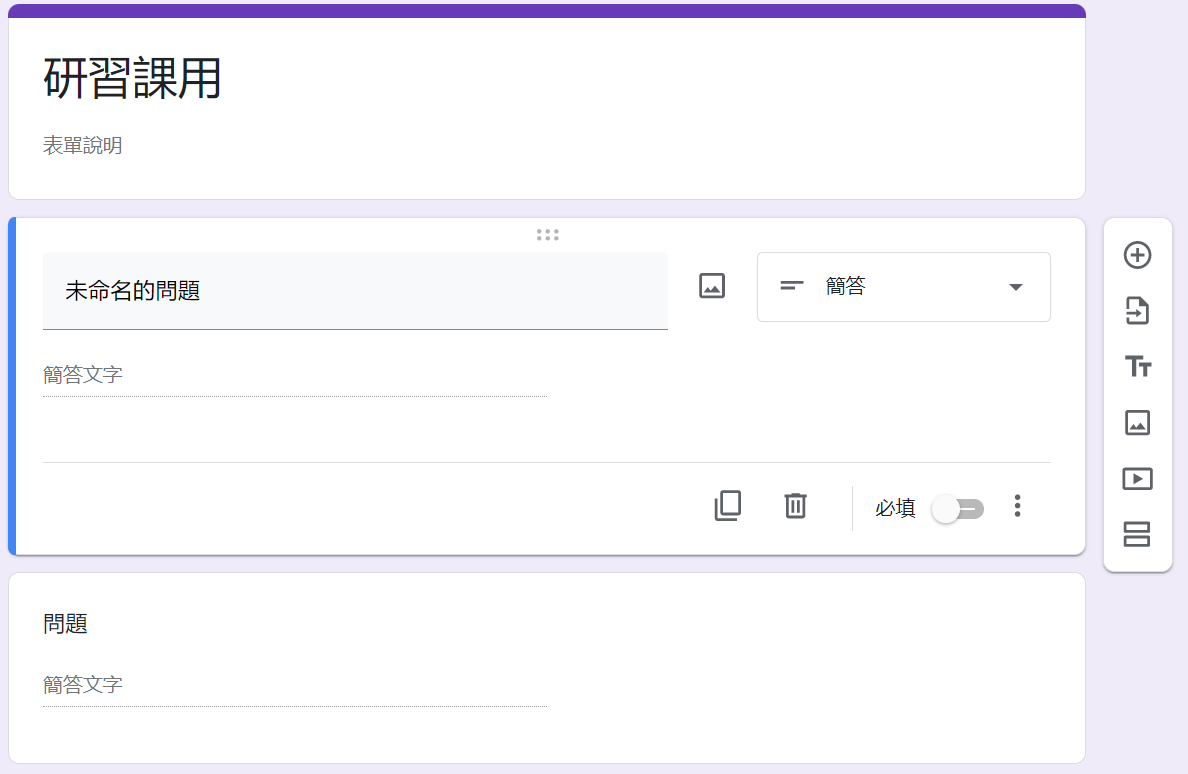 研習課用
表單說明
未命名的問題
簡答
簡答文字
必填
問題
簡答文字